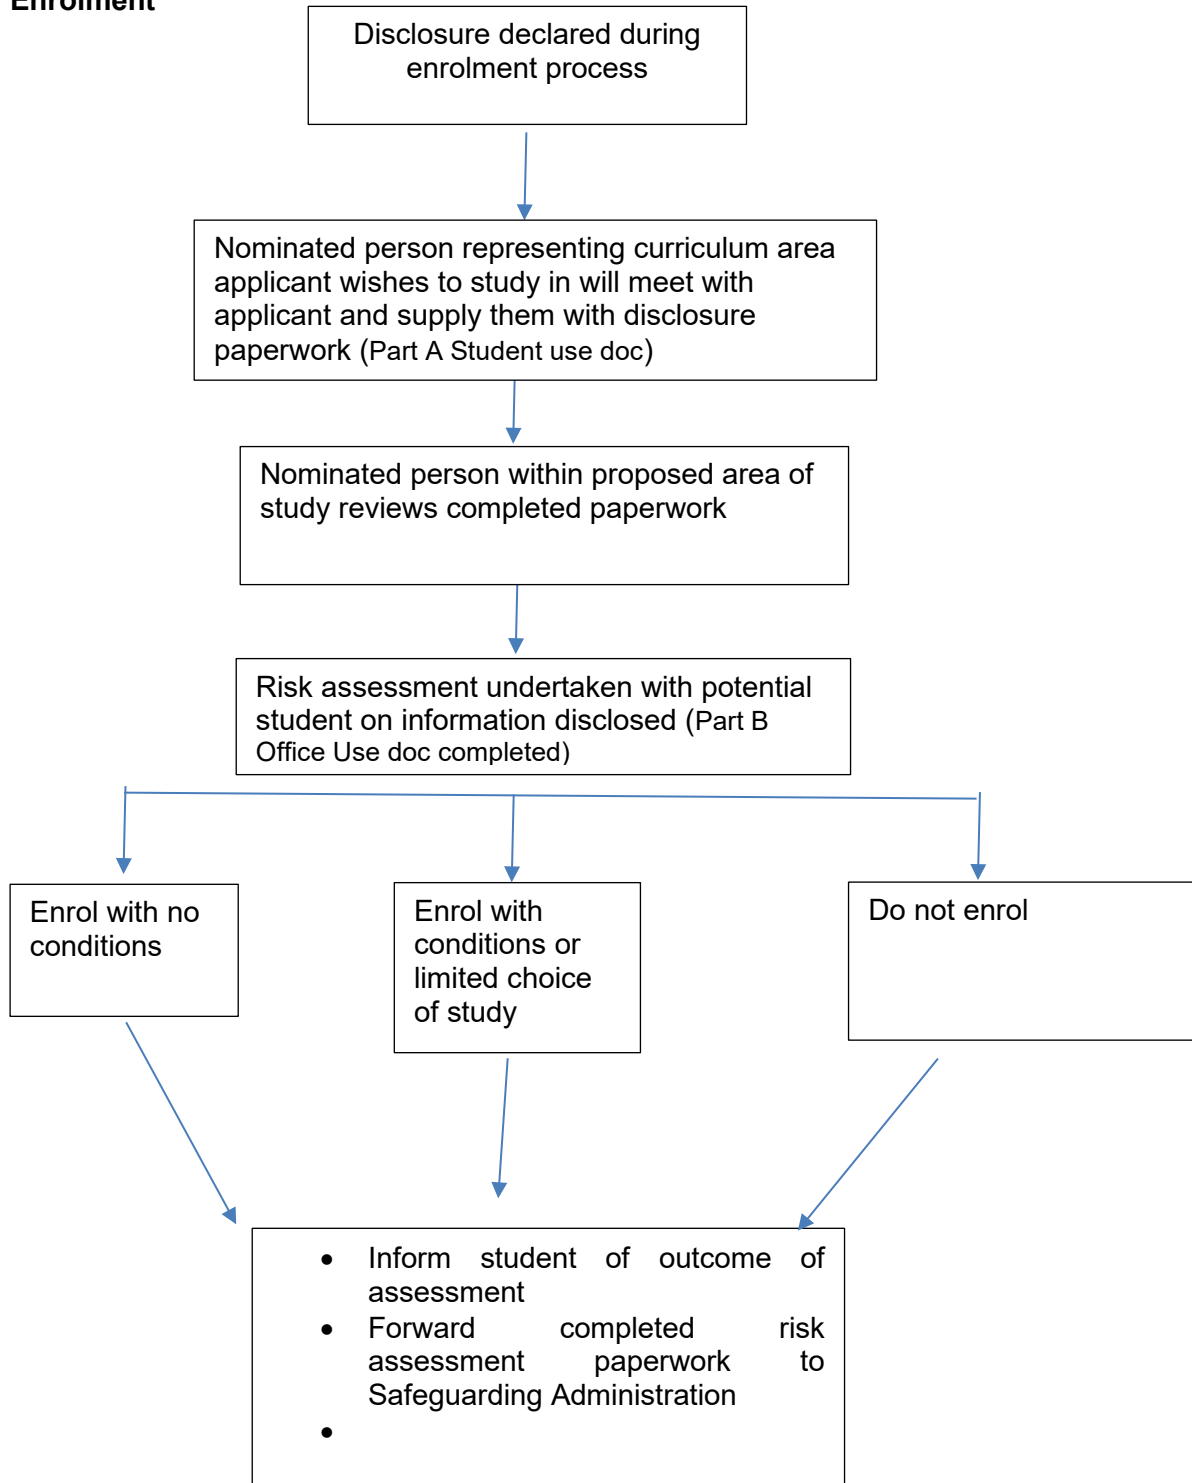 Enrolment
Disclosure declared during
enrolment process
Nominated person representing curriculum area
applicant wishes to study in will meet with
applicant and supply them with disclosure
paperwork (Part A Student use doc)
Nominated person within proposed area of
study reviews completed paperwork
Risk assessment undertaken with potential
student on information disclosed (Part B
Office Use doc completed)
Enrol with no
conditions
Enrol with
conditions or
limited choice
of study
Do not enrol
• Inform student of outcome of
assessment
• Forward completed risk
assessment paperwork to
Safeguarding Administration
•